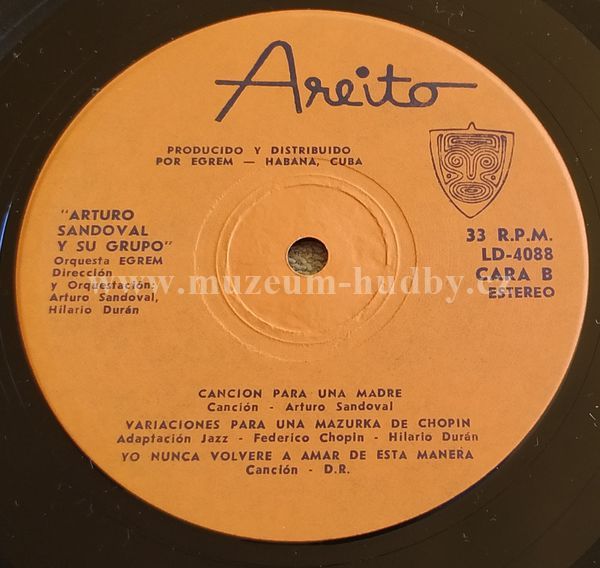 Areito
PRODUCIDO Y DISTRIBUIDO
POR EGREM — HABANA, CUBA
"ARTURO
SANDOVAL
Y SU GRUPO"
Orquesta EGREM
Dirección
y Orquestación:
Arturo Sandoval,
Hilario Durán
33 R.P.M.
LD-4088
CARA B
ESTEREO
www.muzeum-hudby.cz
CANCION PARA UNA MADRE
Canción - Arturo Sandoval
VARIACIONES PARA UNA MAZURKA DE CHOPIN
Adaptación Jazz - Federico Chopin - Hilario Durán
YO NUNCA VOLVERE A AMAR DE ESTA MANERA
Canción - D.R.